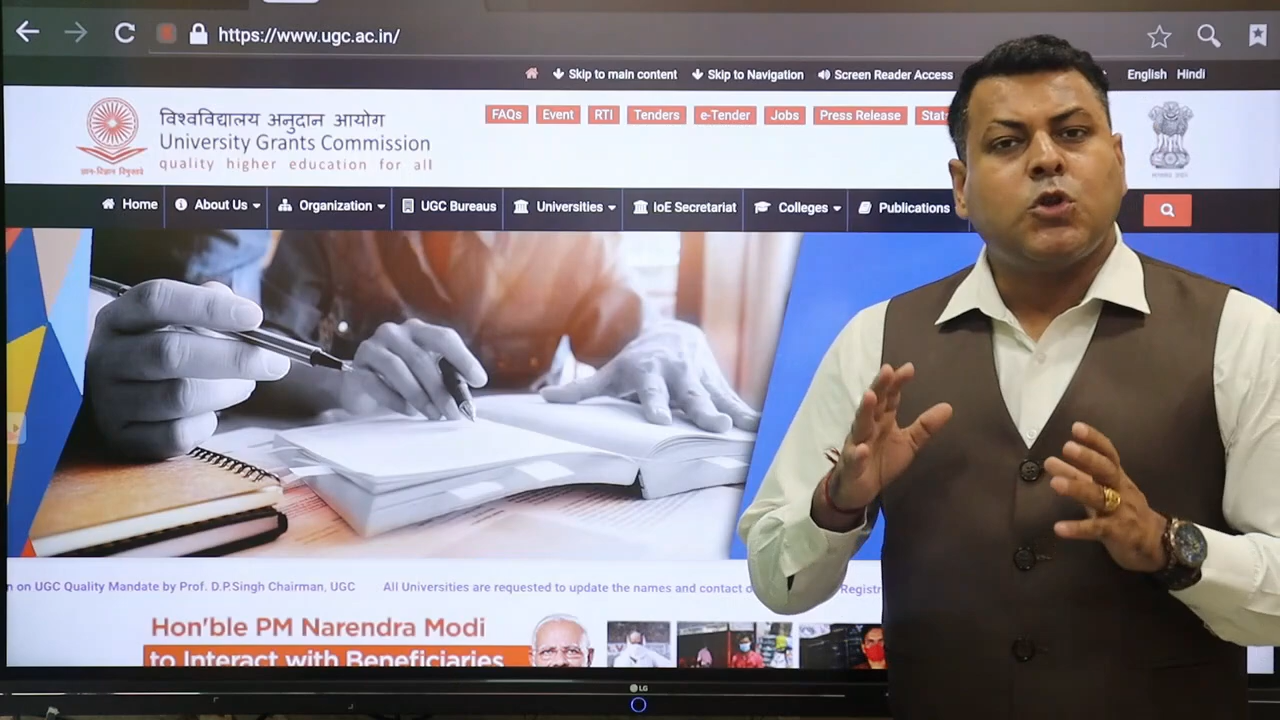 https://www.ugc.ac.in/
Skip to main content Skip to Navigation Screen Reader Access English Hindi
FAQs Event RTI Tenders e-Tender Jobs Press Release
विश्वविद्यालय अनुदान आयोग
University Grants Commission
quality higher education for all
ज्ञान-विज्ञान विमुक्तये
Home About Us Organization UGC Bureaus Universities IoE Secretariat Colleges Publications
on UGC Quality Mandate by Prof. D.P.Singh Chairman, UGC All Universities are requested to update the names and contact
Hon'ble PM Narendra Modi
to Interact with Beneficiaries
LG